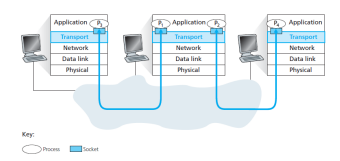 Application P3 P1 Application P2 P4 Application
Transport Transport Transport
Network Network Network
Data link Data link Data link
Physical Physical Physical
Key:
Process Socket